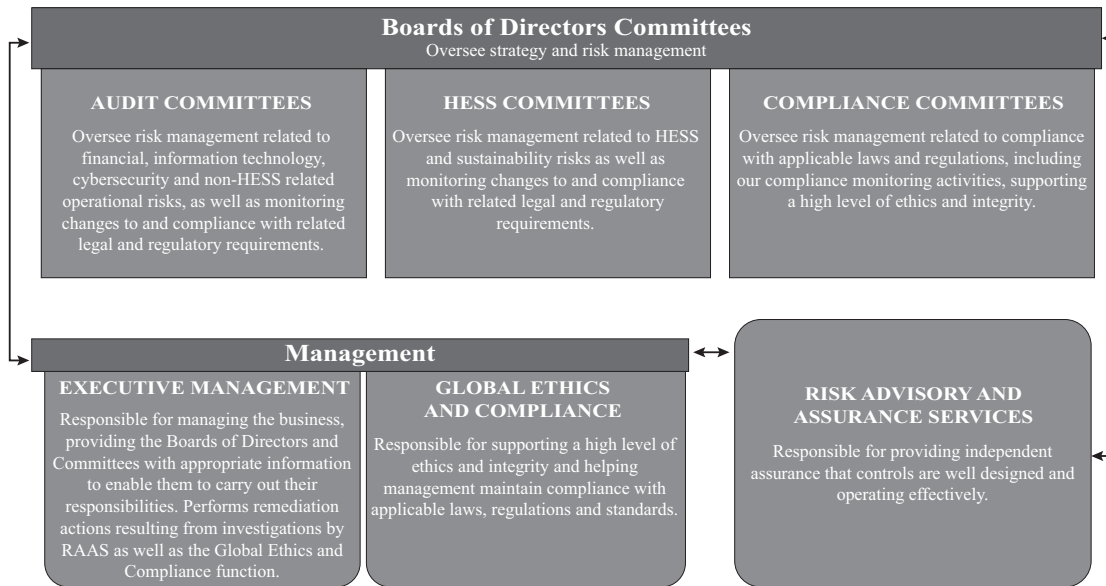 Boards of Directors Committees
Oversee strategy and risk management
AUDIT COMMITTEES
Oversee risk management related to
financial, information technology,
cybersecurity and non-HESS related
operational risks, as well as monitoring
changes to and compliance with related
legal and regulatory requirements.
HESS COMMITTEES
Oversee risk management related to HESS
and sustainability risks as well as
monitoring changes to and compliance
with related legal and regulatory
requirements.
COMPLIANCE COMMITTEES
Oversee risk management related to compliance
with applicable laws and regulations, including
our compliance monitoring activities, supporting
a high level of ethics and integrity.
Management
EXECUTIVE MANAGEMENT
Responsible for managing the business,
providing the Boards of Directors and
Committees with appropriate information
to enable them to carry out their
responsibilities. Performs remediation
actions resulting from investigations by
RAAS as well as the Global Ethics and
Compliance function.
GLOBAL ETHICS
AND COMPLIANCE
Responsible for supporting a high level of
ethics and integrity and helping
management maintain compliance with
applicable laws, regulations and standards.
RISK ADVISORY AND
ASSURANCE SERVICES
Responsible for providing independent
assurance that controls are well designed and
operating effectively.